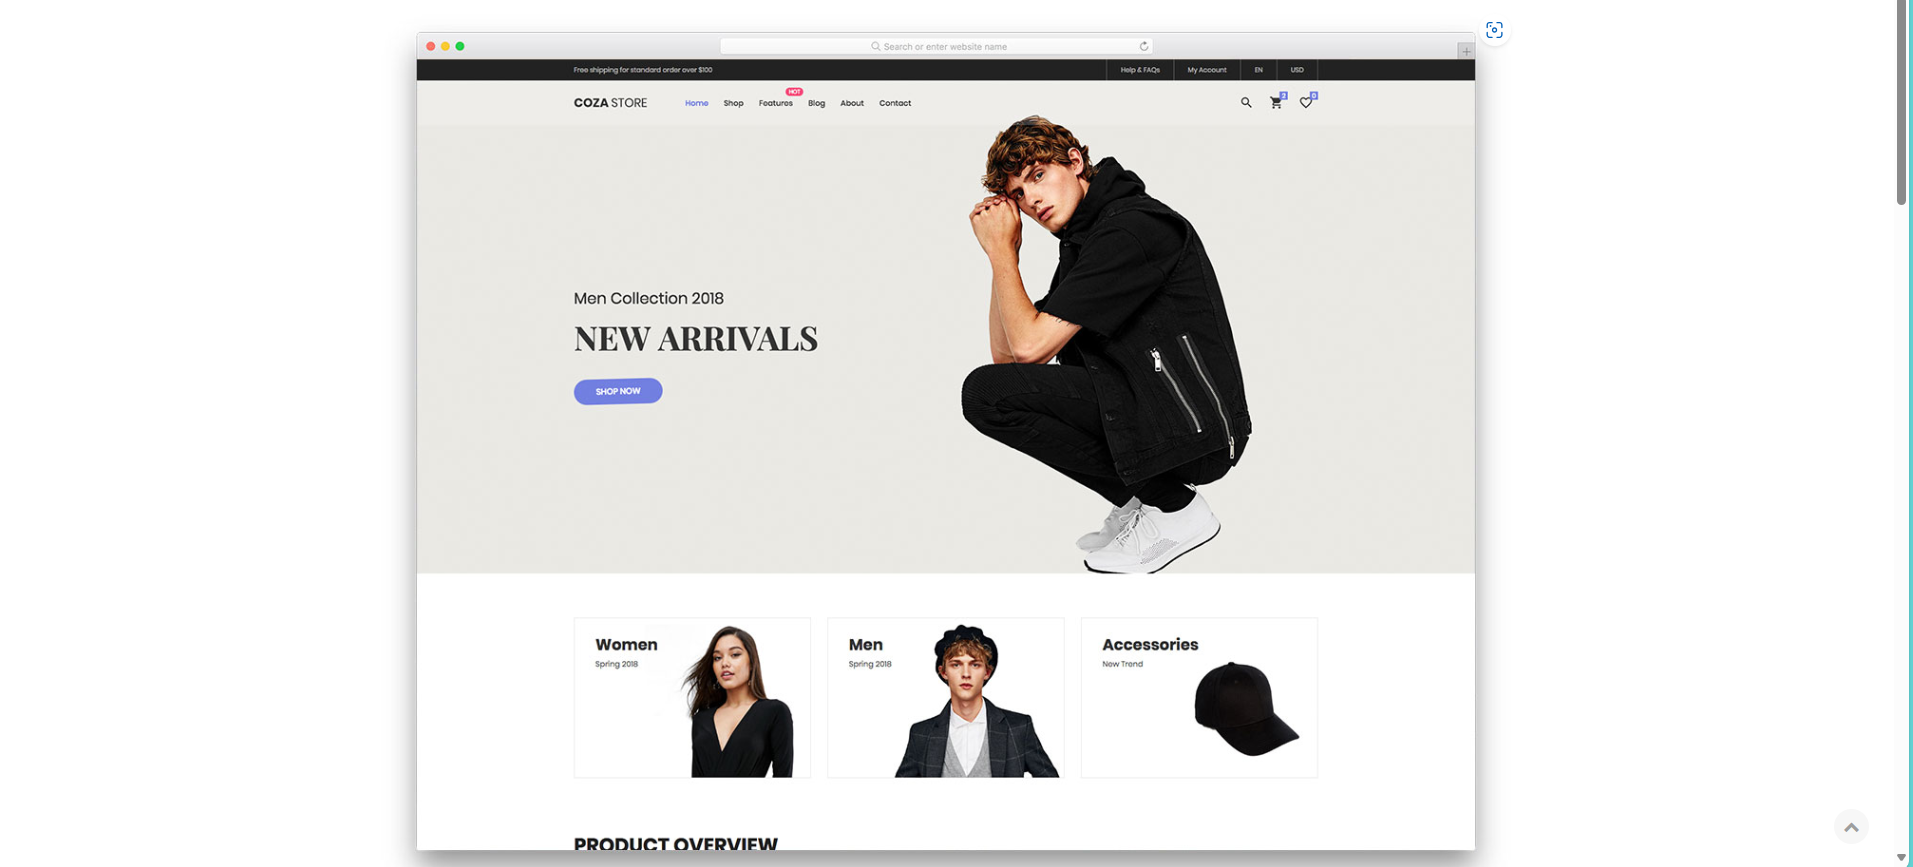 Search or enter website name
Free shipping for standard order over $100
Help & FAQs
My Account
EN
USD
COZA STORE
Home
Shop
Features
HOT
Blog
About
Contact
Men Collection 2018
NEW ARRIVALS
SHOP NOW
Women
Spring 2018
Men
Spring 2018
Accessories
New Trend
PRODUCT OVERVIEW